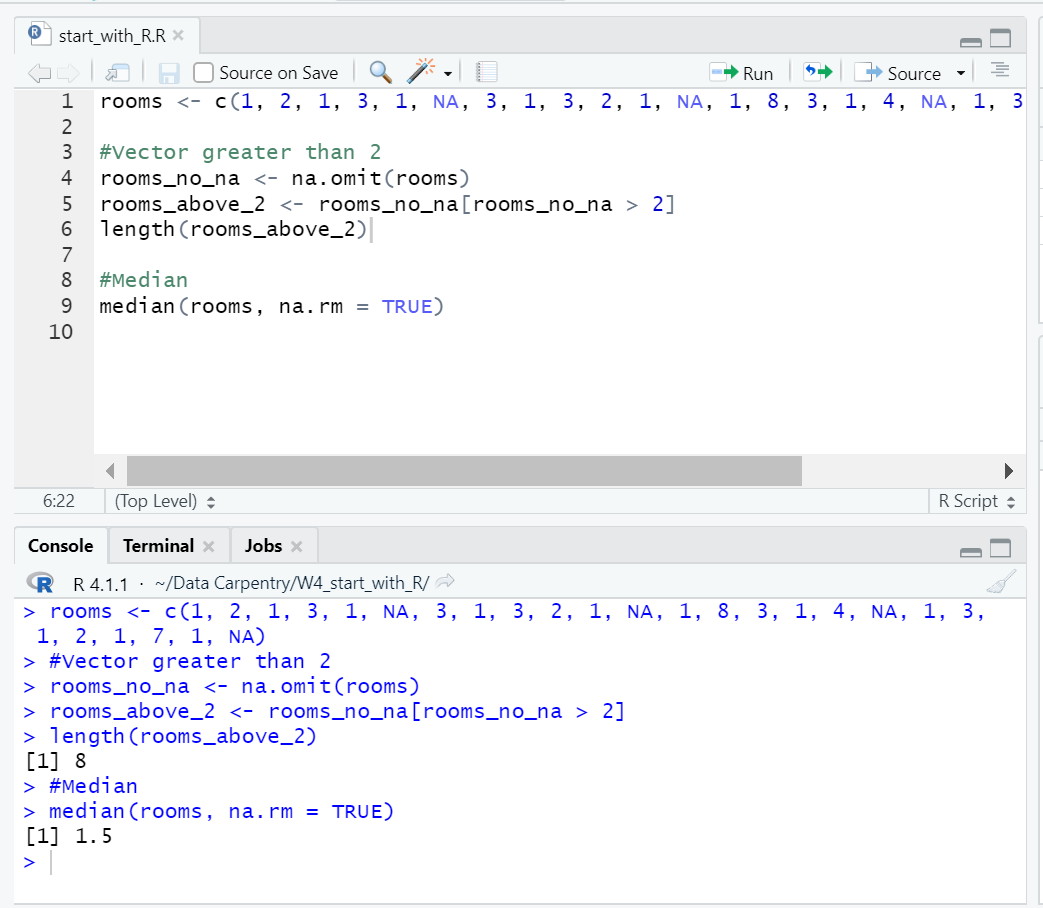 start_with_R.R
Source on Save
Run
Source
1 rooms <- c(1, 2, 1, 3, 1, NA, 3, 1, 3, 2, 1, NA, 1, 8, 3, 1, 4, NA, 1, 3
2
3 #Vector greater than 2
4 rooms_no_na <- na.omit(rooms)
5 rooms_above_2 <- rooms_no_na[rooms_no_na > 2]
6 length(rooms_above_2)
7
8 #Median
9 median(rooms, na.rm = TRUE)
10
6:22 (Top Level) R Script
Console Terminal Jobs
R 4.1.1 · ~/Data Carpentry/W4_start_with_R/
> rooms <- c(1, 2, 1, 3, 1, NA, 3, 1, 3, 2, 1, NA, 1, 8, 3, 1, 4, NA, 1, 3,
1, 2, 1, 7, 1, NA)
> #Vector greater than 2
> rooms_no_na <- na.omit(rooms)
> rooms_above_2 <- rooms_no_na[rooms_no_na > 2]
> length(rooms_above_2)
[1] 8
> #Median
> median(rooms, na.rm = TRUE)
[1] 1.5
>